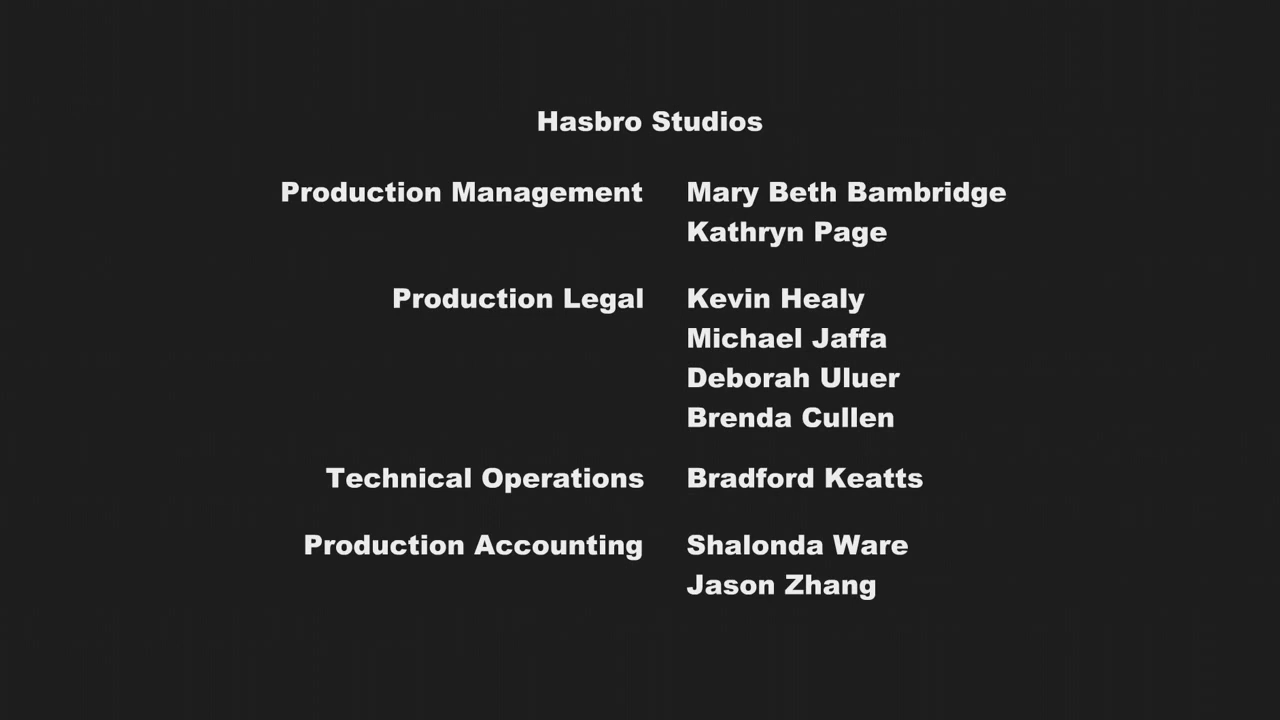 Hasbro Studios
Production Management Mary Beth Bambridge
Kathryn Page
Production Legal Kevin Healy
Michael Jaffa
Deborah Uluer
Brenda Cullen
Technical Operations Bradford Keatts
Production Accounting Shalonda Ware
Jason Zhang